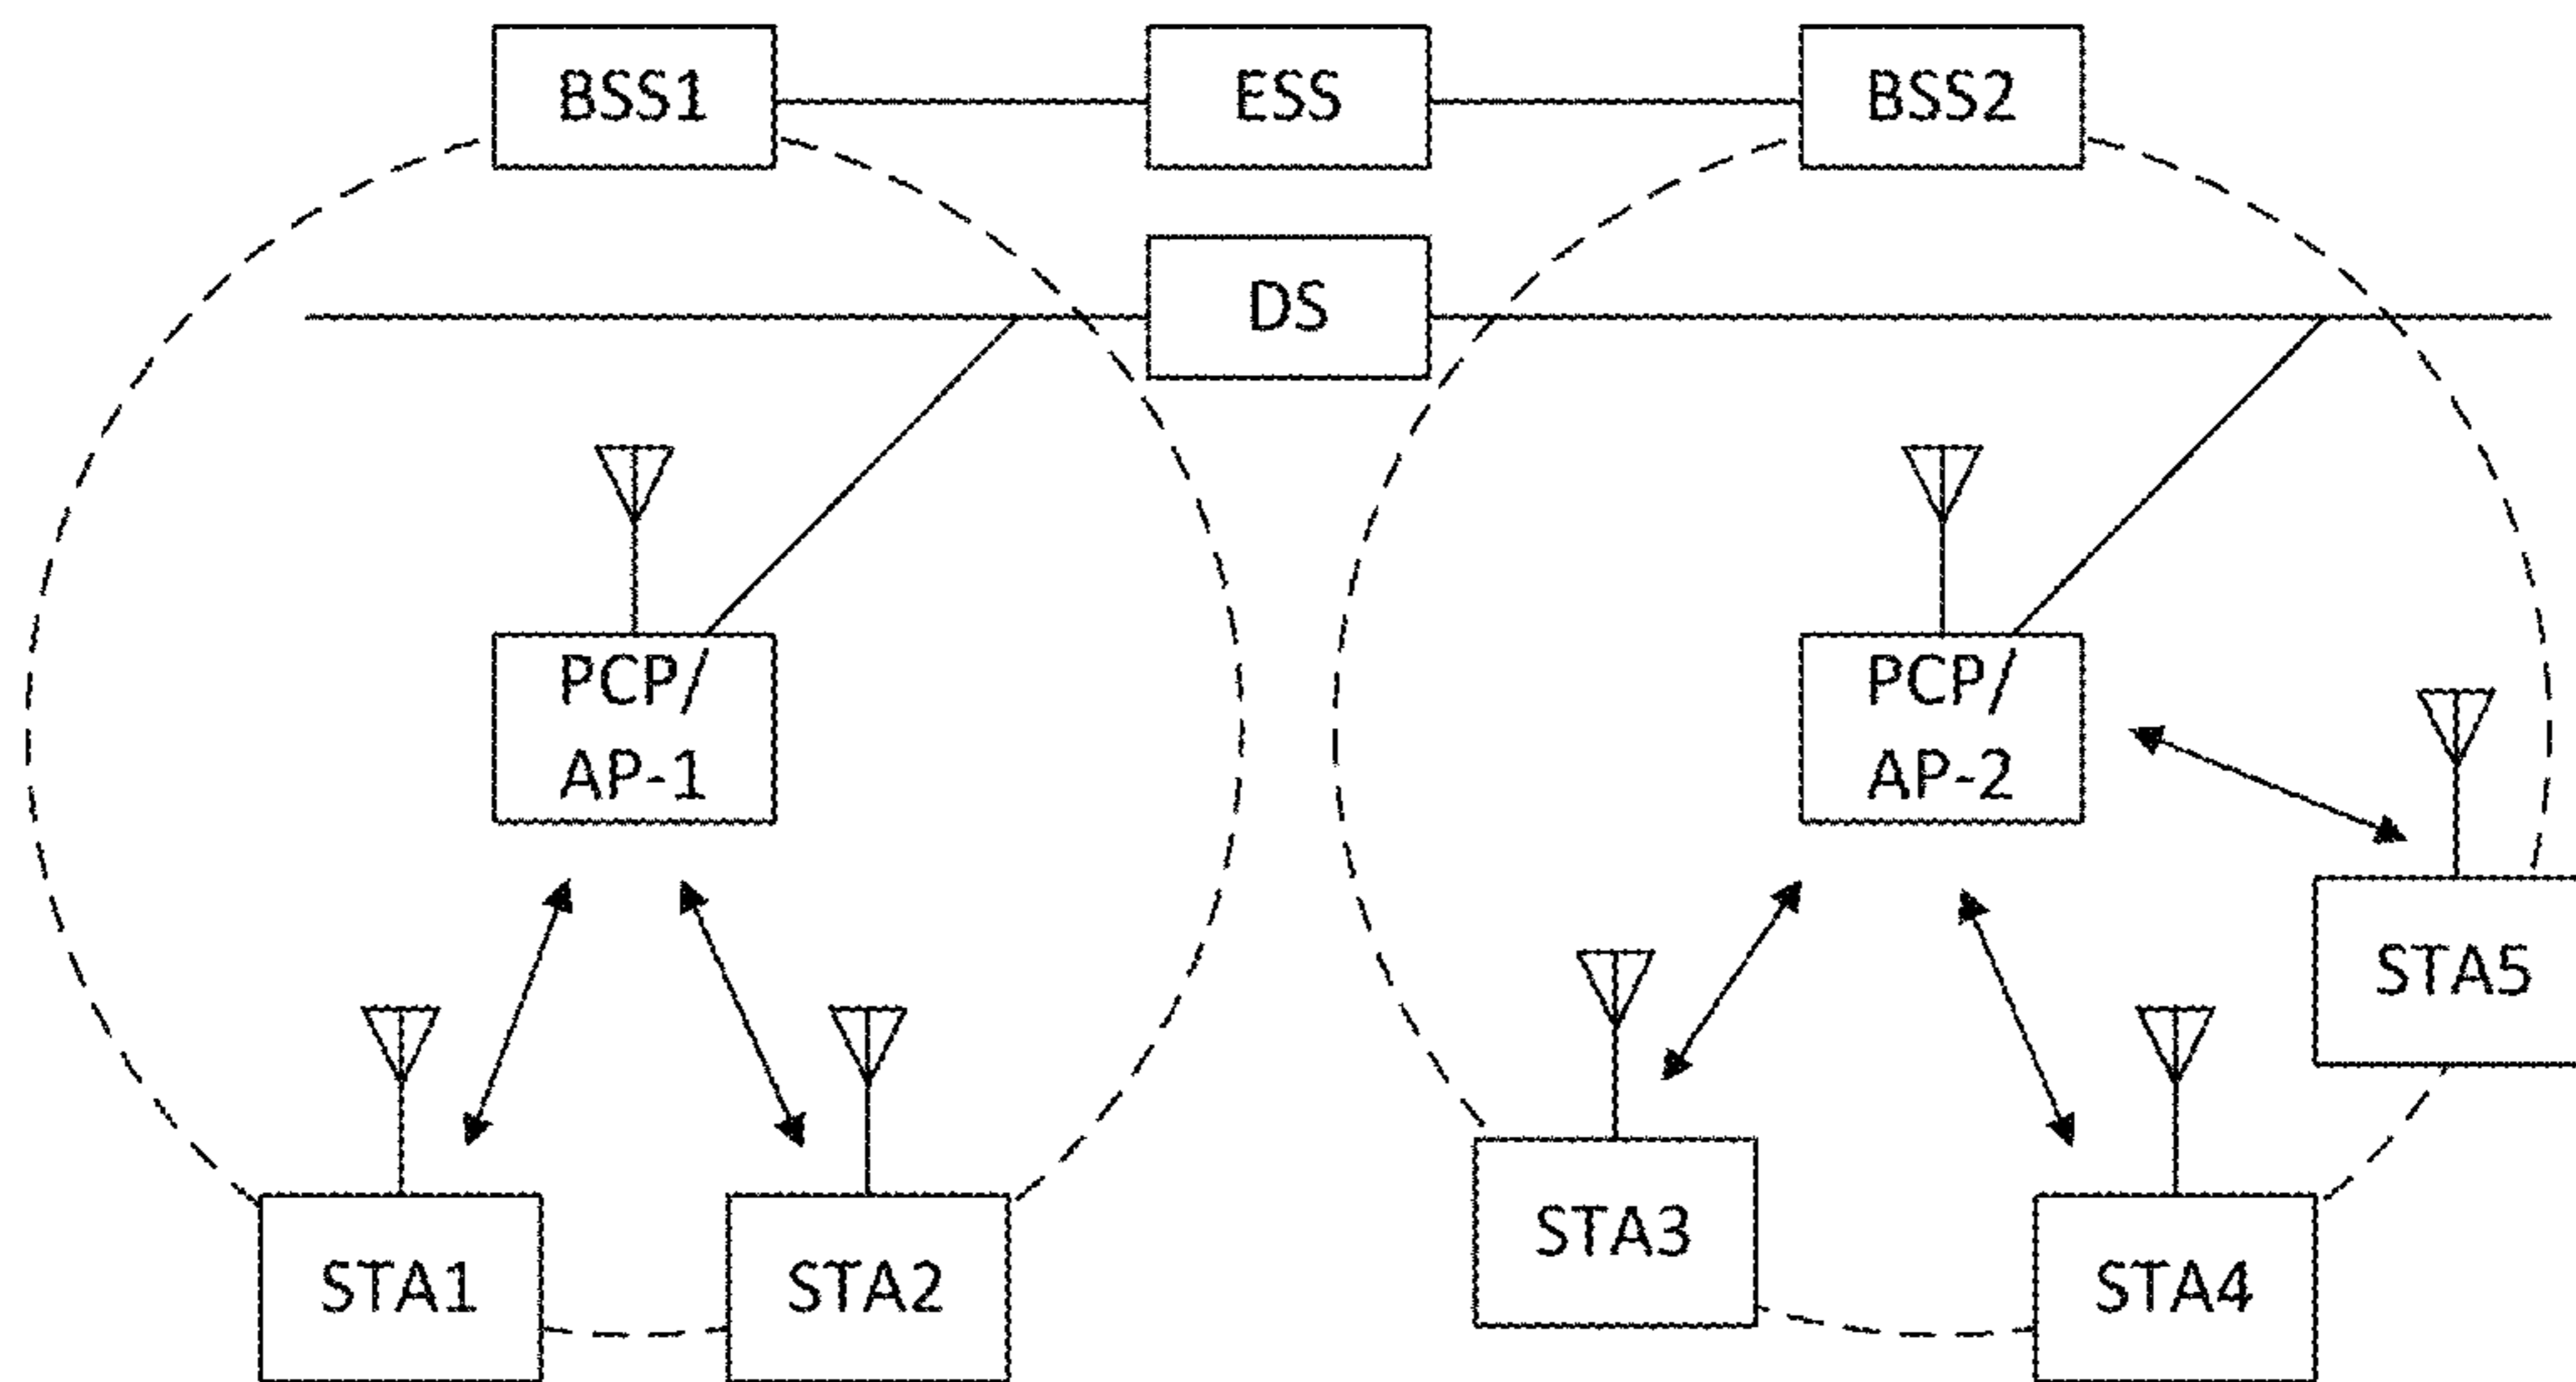 BSS1
ESS
BSS2
DS
PCP/
AP-1
PCP/
AP-2
STA5
STA3
STA1
STA2
STA4